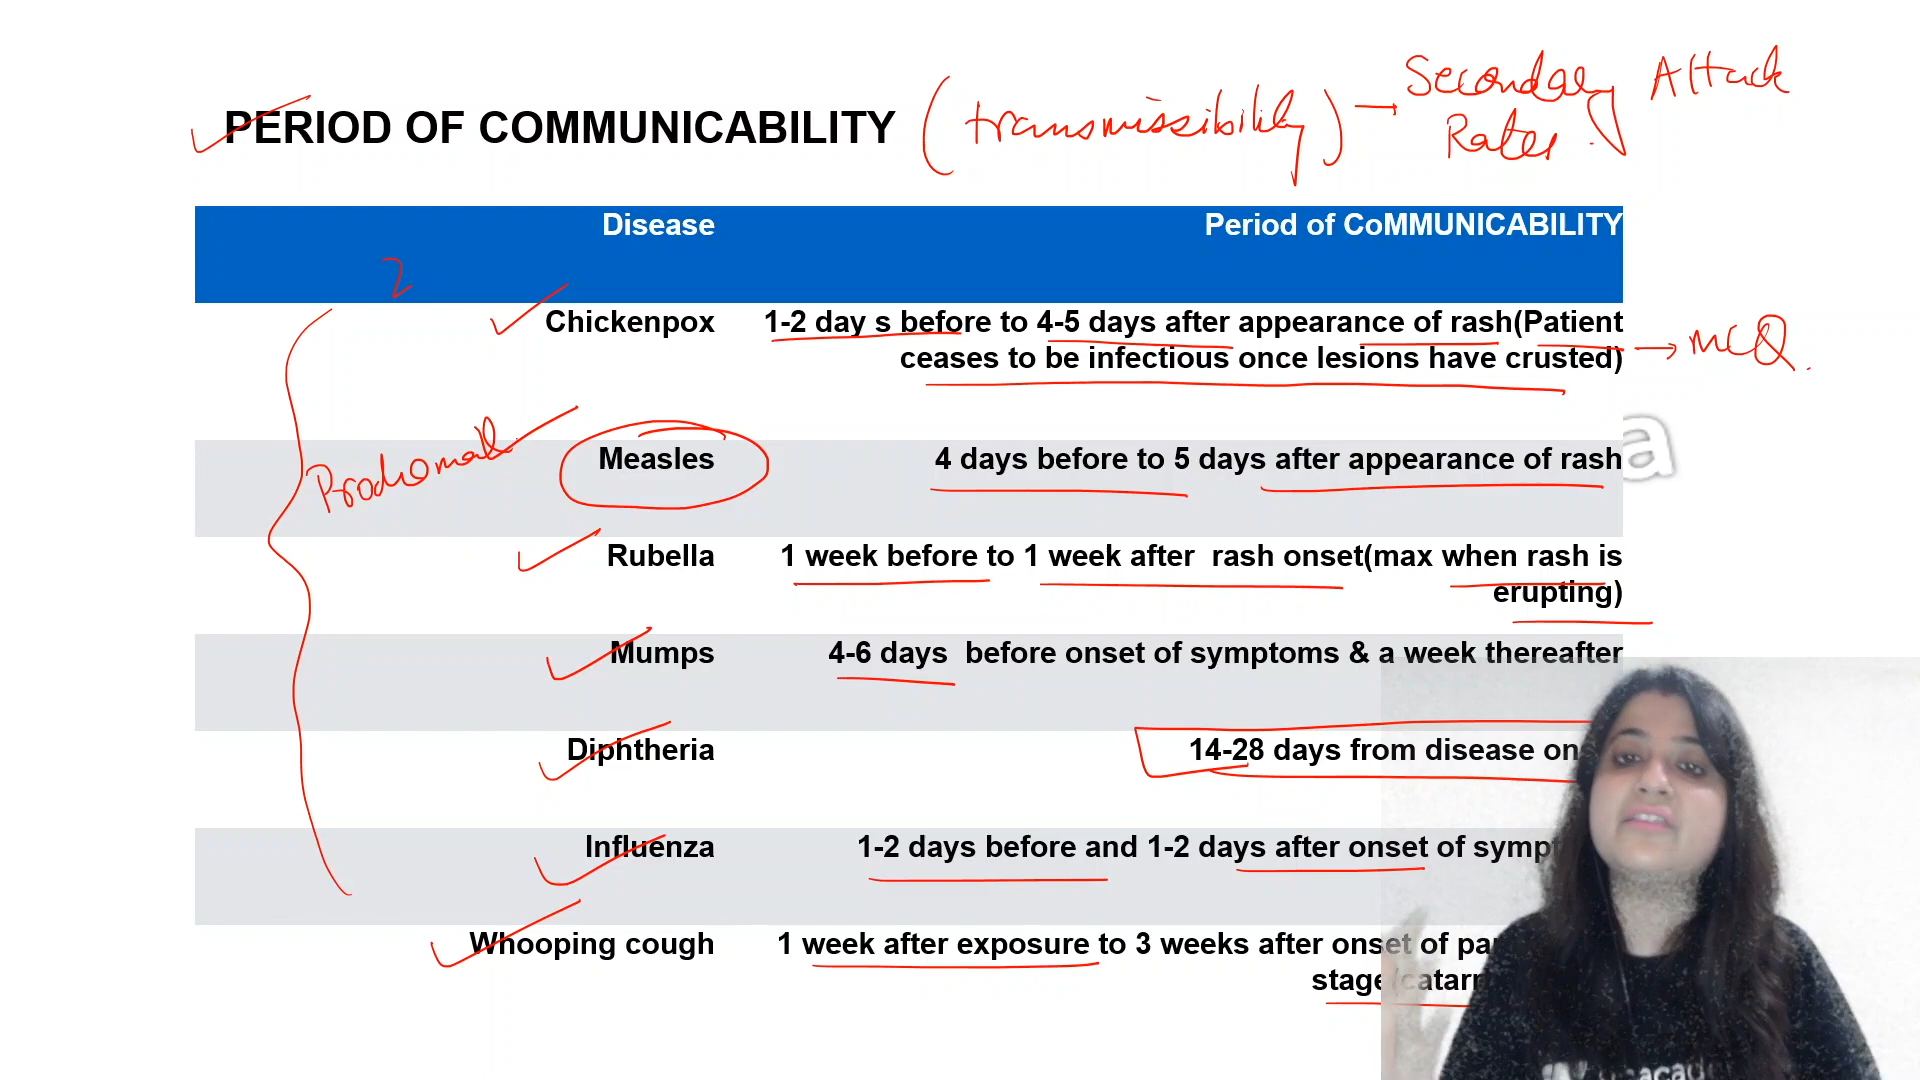 PERIOD OF COMMUNICABILITY (transmissibility) → Secondary Attack
Rates.
Disease Period of CoMMUNICABILITY
2
Chickenpox 1-2 day s before to 4-5 days after appearance of rash(Patient
ceases to be infectious once lesions have crusted) → MCQ.
a
Prodromal
Measles 4 days before to 5 days after appearance of rash
Rubella 1 week before to 1 week after rash onset(max when rash is
erupting)
Mumps 4-6 days before onset of symptoms & a week thereafter
Diphtheria 14-28 days from disease
Influenza 1-2 days before and 1-2 days after onset of
Whooping cough 1 week after exposure to 3 weeks after onset of
stage